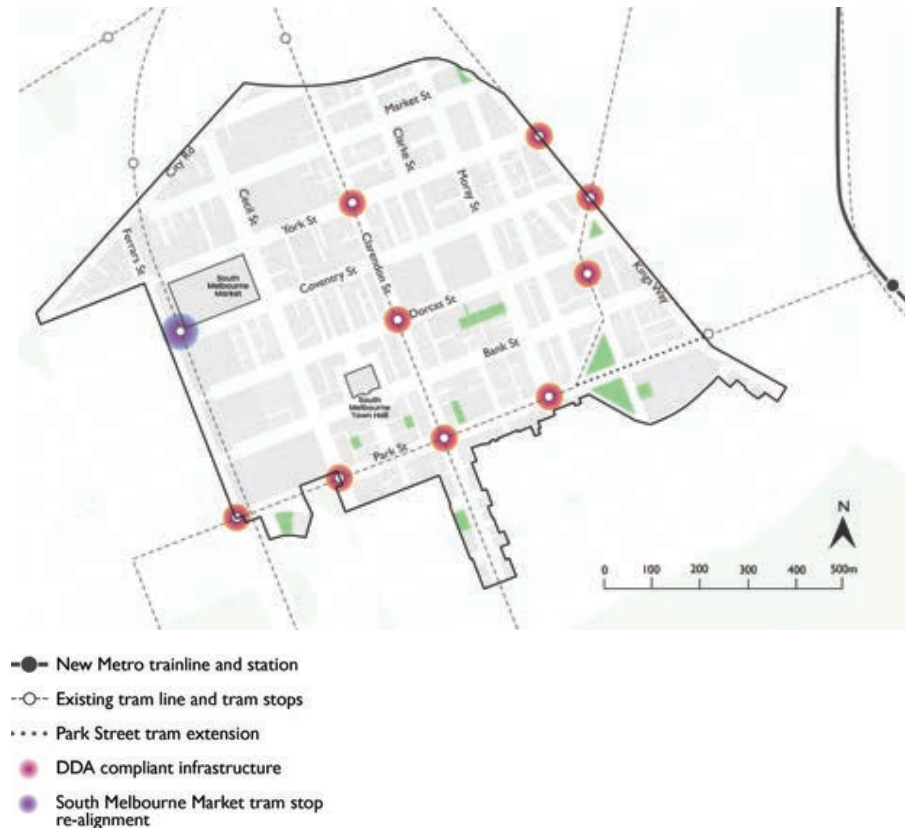 Market St
Clarke St
City Rd
Moray St
Cecil St
York St
Ferrars St
Clarendon St
Coventry St
South
Melbourne
Market
Kings Way
Dorcas St
Bank St
South
Melbourne
Town Hall
Park St
N
0 100 200 300 400 500m
New Metro trainline and station
Existing tram line and tram stops
Park Street tram extension
DDA compliant infrastructure
South Melbourne Market tram stop
re-alignment